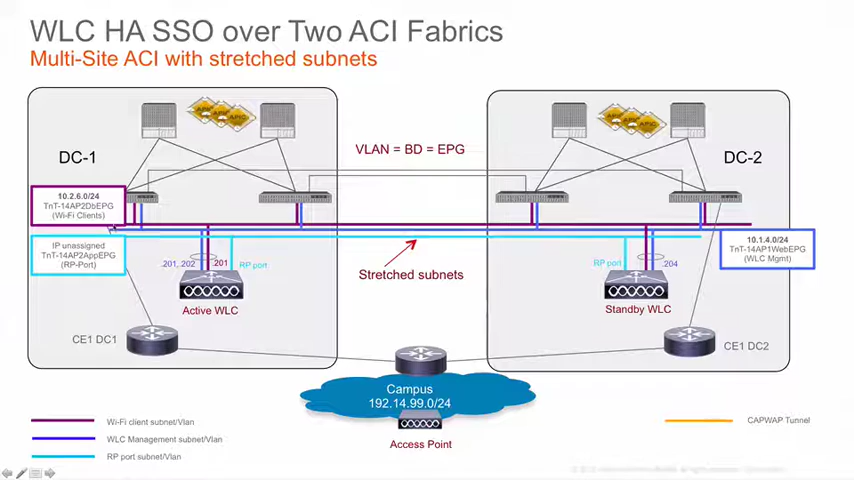 WLC HA SSO over Two ACI Fabrics
Multi-Site ACI with stretched subnets
DC-1
VLAN = BD = EPG
DC-2
10.2.6.0/24
TnT-14AP2DbEPG
(Wi-Fi Clients)
IP unassigned
TnT-14AP2AppEPG
(RP-Port)
.201, 202
.201
RP port
Active WLC
Stretched subnets
RP port
.204
Standby WLC
10.1.4.0/24
TnT-14AP1WebEPG
(WLC Mgmt)
CE1 DC1
CE1 DC2
Campus
192.14.99.0/24
Access Point
Wi-Fi client subnet/Vlan
WLC Management subnet/Vlan
RP port subnet/Vlan
CAPWAP Tunnel